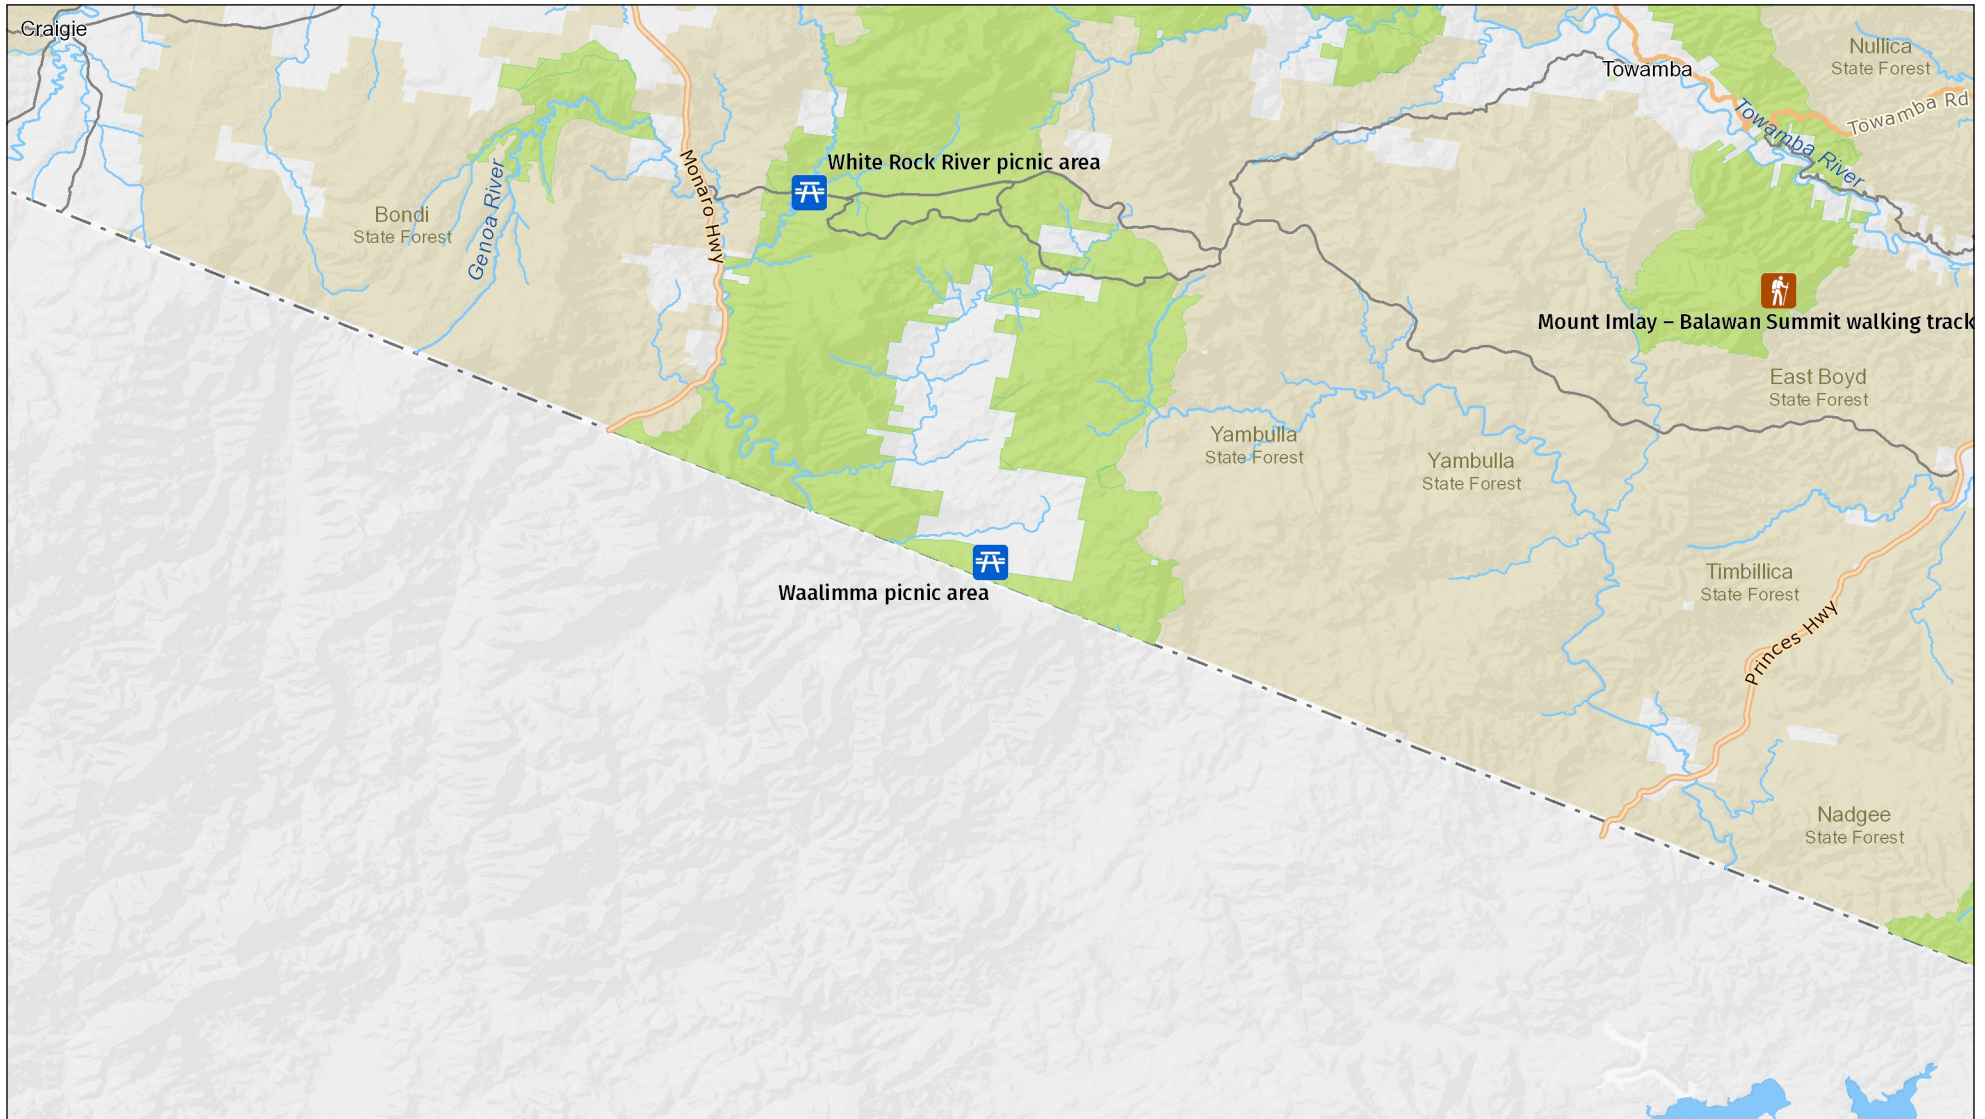 Craigie
Nullica
State Forest
Towamba
Towamba Rd
Towamba River
White Rock River picnic area
Monaro Hwy
Bondi
State Forest
Genoa River
Mount Imlay – Balawan Summit walking track
East Boyd
State Forest
Yambulla
State Forest
Yambulla
State Forest
Waalimma picnic area
Timbillica
State Forest
Princes Hwy
Nadgee
State Forest